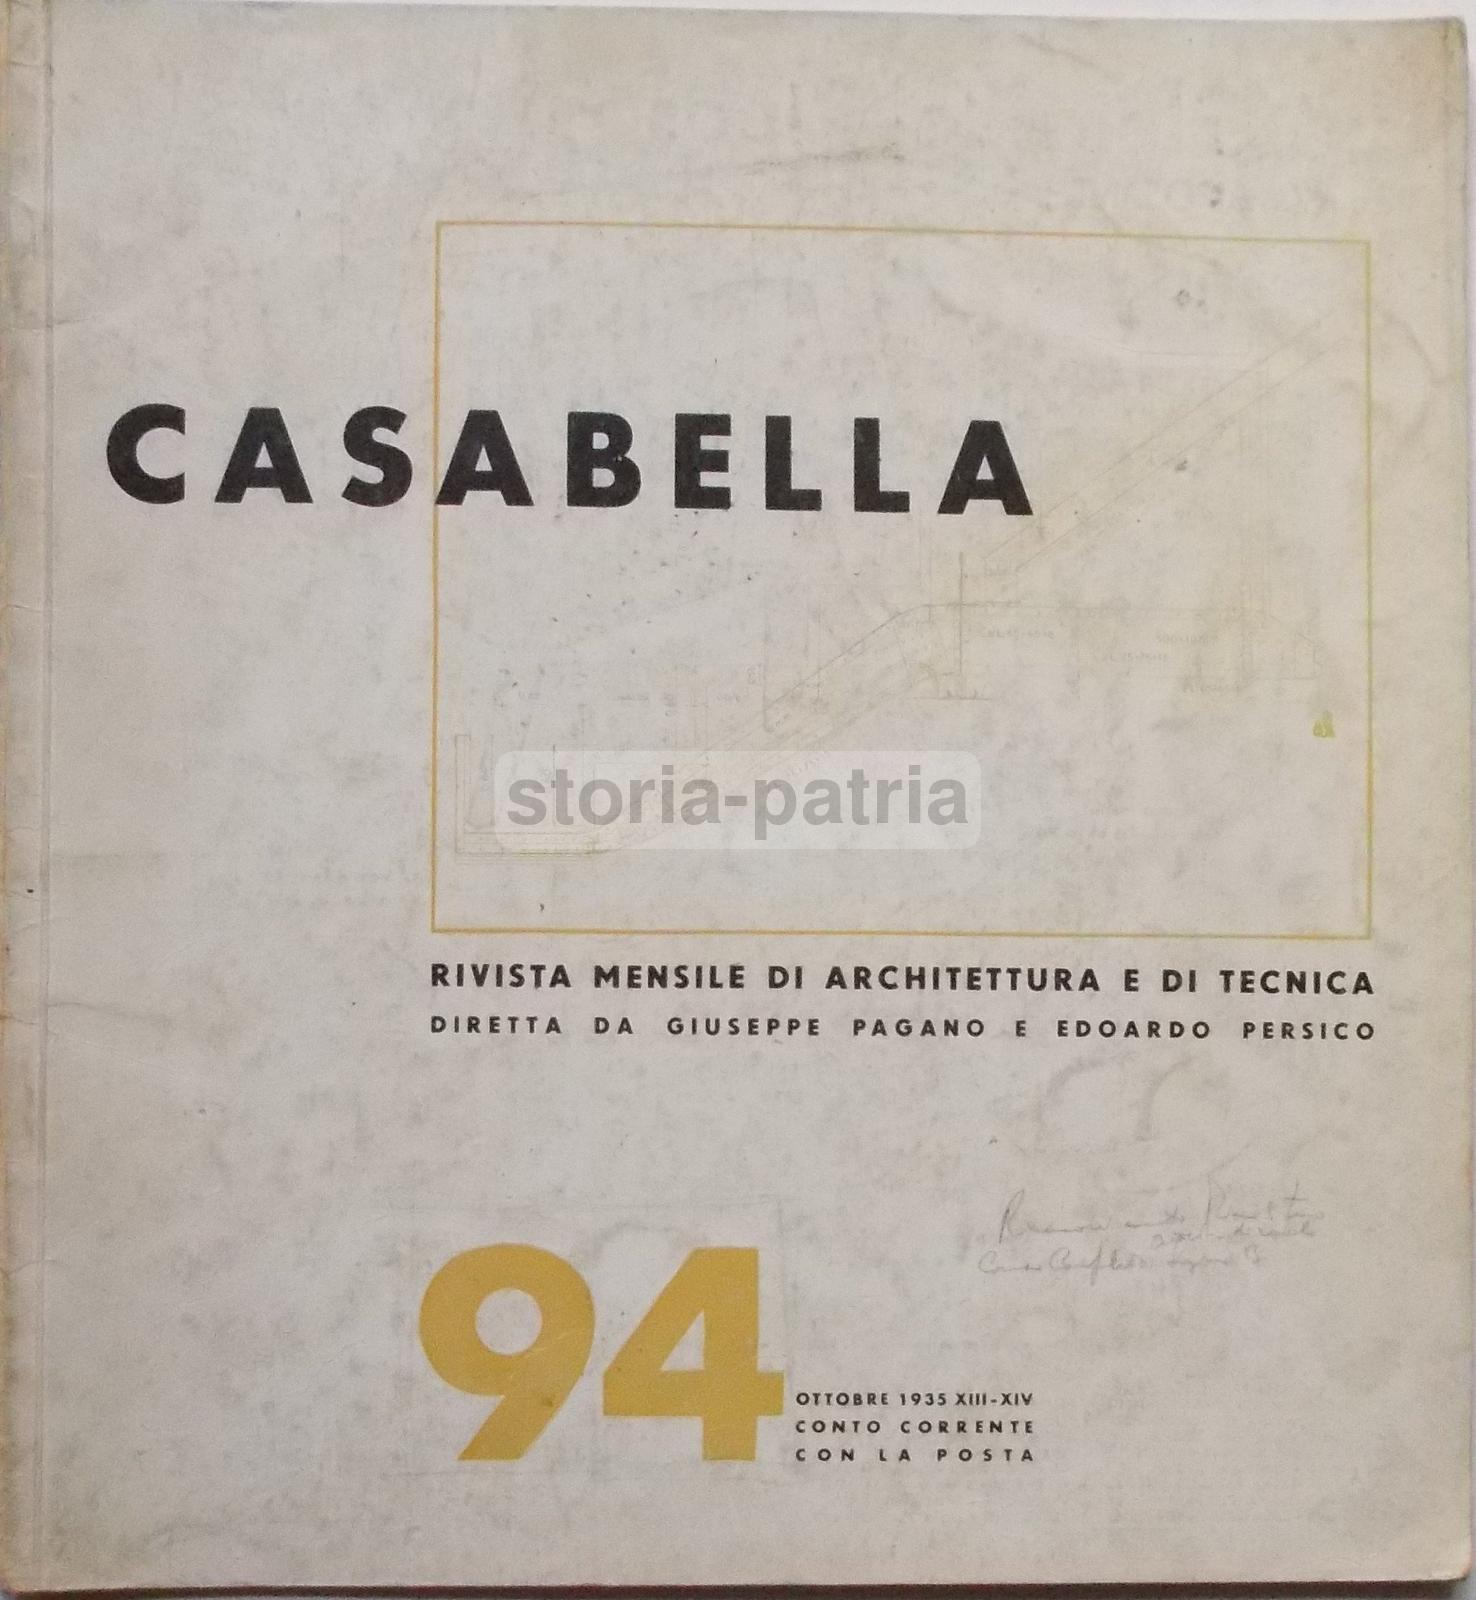 CASABELLA
storia-patria
RIVISTA MENSILE DI ARCHITETTURA E DI TECNICA
DIRETTA DA GIUSEPPE PAGANO E EDOARDO PERSICO
94
OTTOBRE 1935 XIII-XIV
CONTO CORRENTE
CON LA POSTA